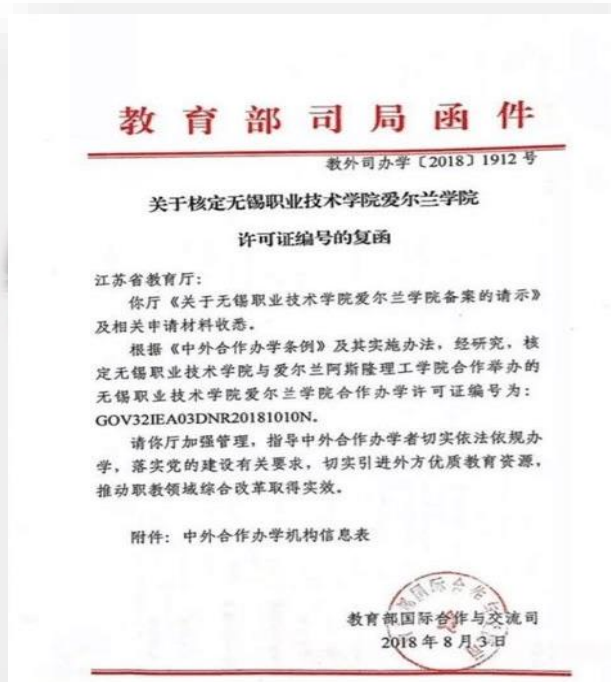 教育部司局函件
教外司办学〔2018〕1912 号
关于核定无锡职业技术学院爱尔兰学院
许可证编号的复函
江苏省教育厅：
你厅《关于无锡职业技术学院爱尔兰学院备案的请示》
及相关申请材料收悉。
根据《中外合作办学条例》及其实施办法，经研究，核
定无锡职业技术学院与爱尔兰阿斯隆理工学院合作举办的
无锡职业技术学院爱尔兰学院合作办学许可证编号为：
GOV32IEA03DNR20181010N。
请你厅加强管理，指导中外合作办学者切实依法依规办
学，落实党的建设有关要求，切实引进外方优质教育资源，
推动职教领域综合改革取得实效。
附件：中外合作办学机构信息表
教育部国际合作与交流司
2018 年 8 月 3 日